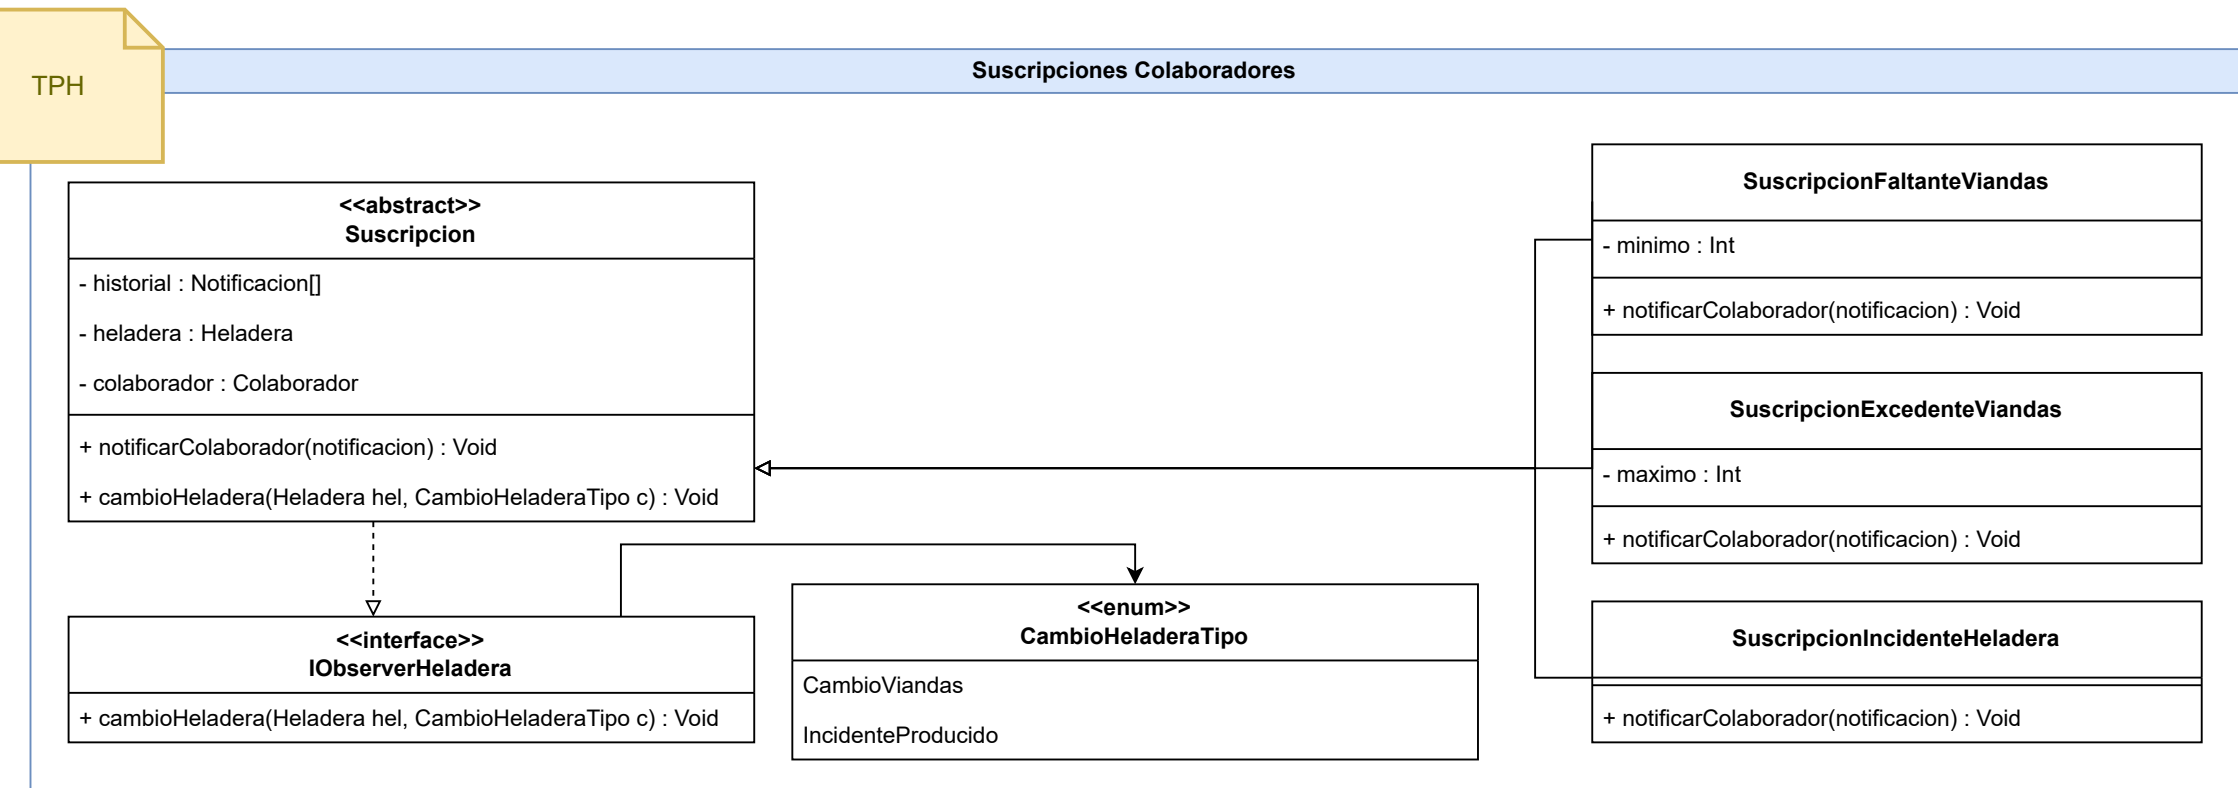 TPH
Suscripciones Colaboradores
<<abstract>>
Suscripcion
- historial : Notificacion[]
- heladera : Heladera
- colaborador : Colaborador
+ notificarColaborador(notificacion) : Void
+ cambioHeladera(Heladera hel, CambioHeladeraTipo c) : Void
<<interface>>
IObserverHeladera
+ cambioHeladera(Heladera hel, CambioHeladeraTipo c) : Void
<<enum>>
CambioHeladeraTipo
CambioViandas
IncidenteProducido
SuscripcionFaltanteViandas
- minimo : Int
+ notificarColaborador(notificacion) : Void
SuscripcionExcedenteViandas
- maximo : Int
+ notificarColaborador(notificacion) : Void
SuscripcionIncidenteHeladera
+ notificarColaborador(notificacion) : Void